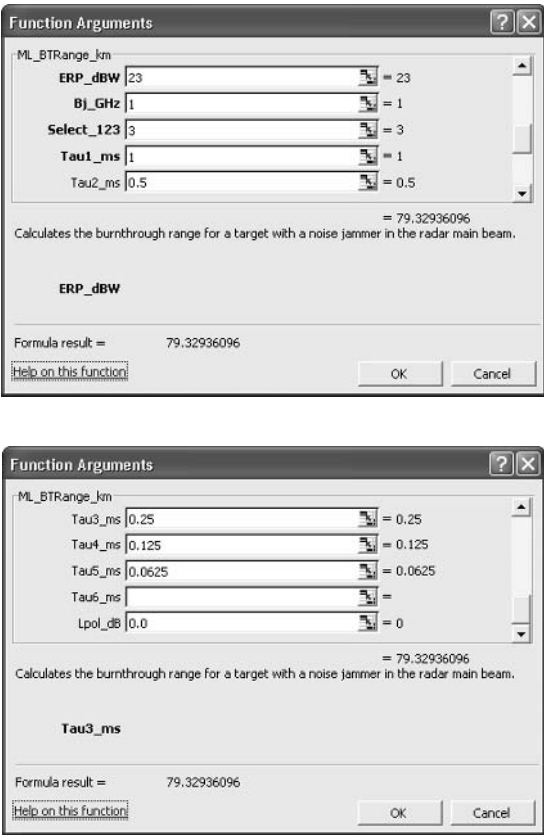 Function Arguments
ML_BTRange_km
ERP_dBW 23 = 23
Bj_GHz 1 = 1
Select_123 3 = 3
Tau1_ms 1 = 1
Tau2_ms 0.5 = 0.5
= 79.32936096
Calculates the burnthrough range for a target with a noise jammer in the radar main beam.
ERP_dBW
Formula result = 79.32936096
Help on this function OK Cancel
Function Arguments
ML_BTRange_km
Tau3_ms 0.25 = 0.25
Tau4_ms 0.125 = 0.125
Tau5_ms 0.0625 = 0.0625
Tau6_ms =
Lpol_dB 0.0 = 0
= 79.32936096
Calculates the burnthrough range for a target with a noise jammer in the radar main beam.
Tau3_ms
Formula result = 79.32936096
Help on this function OK Cancel